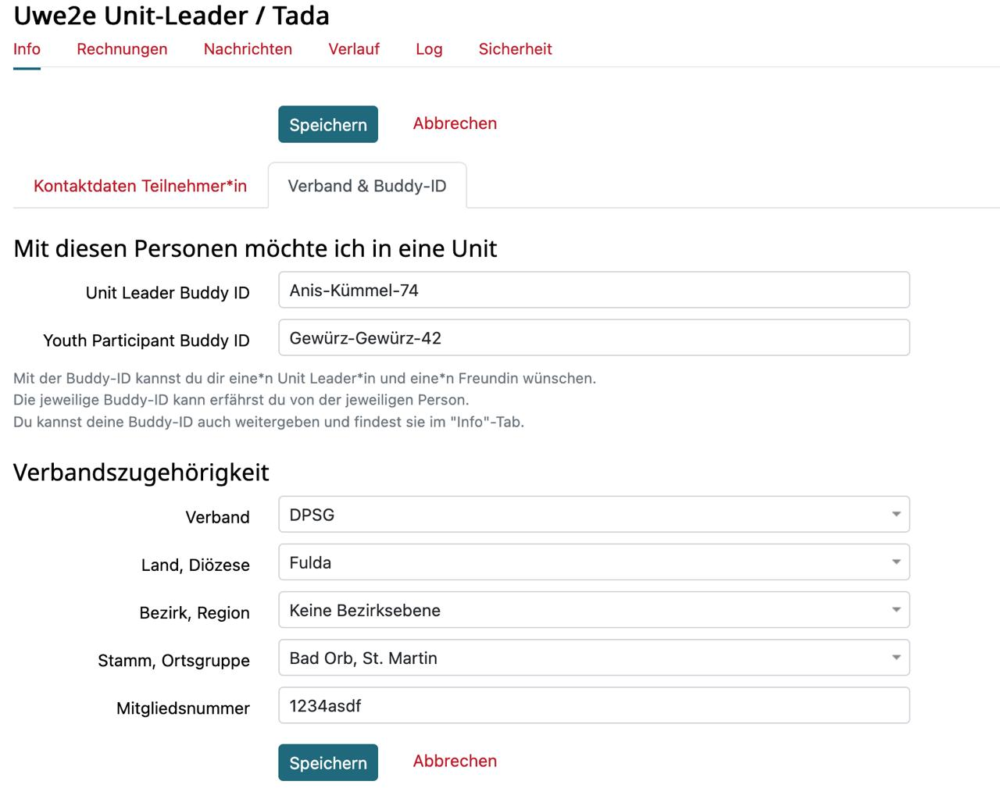 Uwe2e Unit-Leader / Tada
Info Rechnungen Nachrichten Verlauf Log Sicherheit
Speichern Abbrechen
Kontaktdaten Teilnehmer*in Verband & Buddy-ID
Mit diesen Personen möchte ich in eine Unit
Unit Leader Buddy ID Anis-Kümmel-74
Youth Participant Buddy ID Gewürz-Gewürz-42
Mit der Buddy-ID kannst du dir eine*n Unit Leader*in und eine*n Freundin wünschen.
Die jeweilige Buddy-ID kann erfährst du von der jeweiligen Person.
Du kannst deine Buddy-ID auch weitergeben und findest sie im "Info"-Tab.
Verbandszugehörigkeit
Verband DPSG
Land, Diözese Fulda
Bezirk, Region Keine Bezirksebene
Stamm, Ortsgruppe Bad Orb, St. Martin
Mitgliedsnummer 1234asdf
Speichern Abbrechen